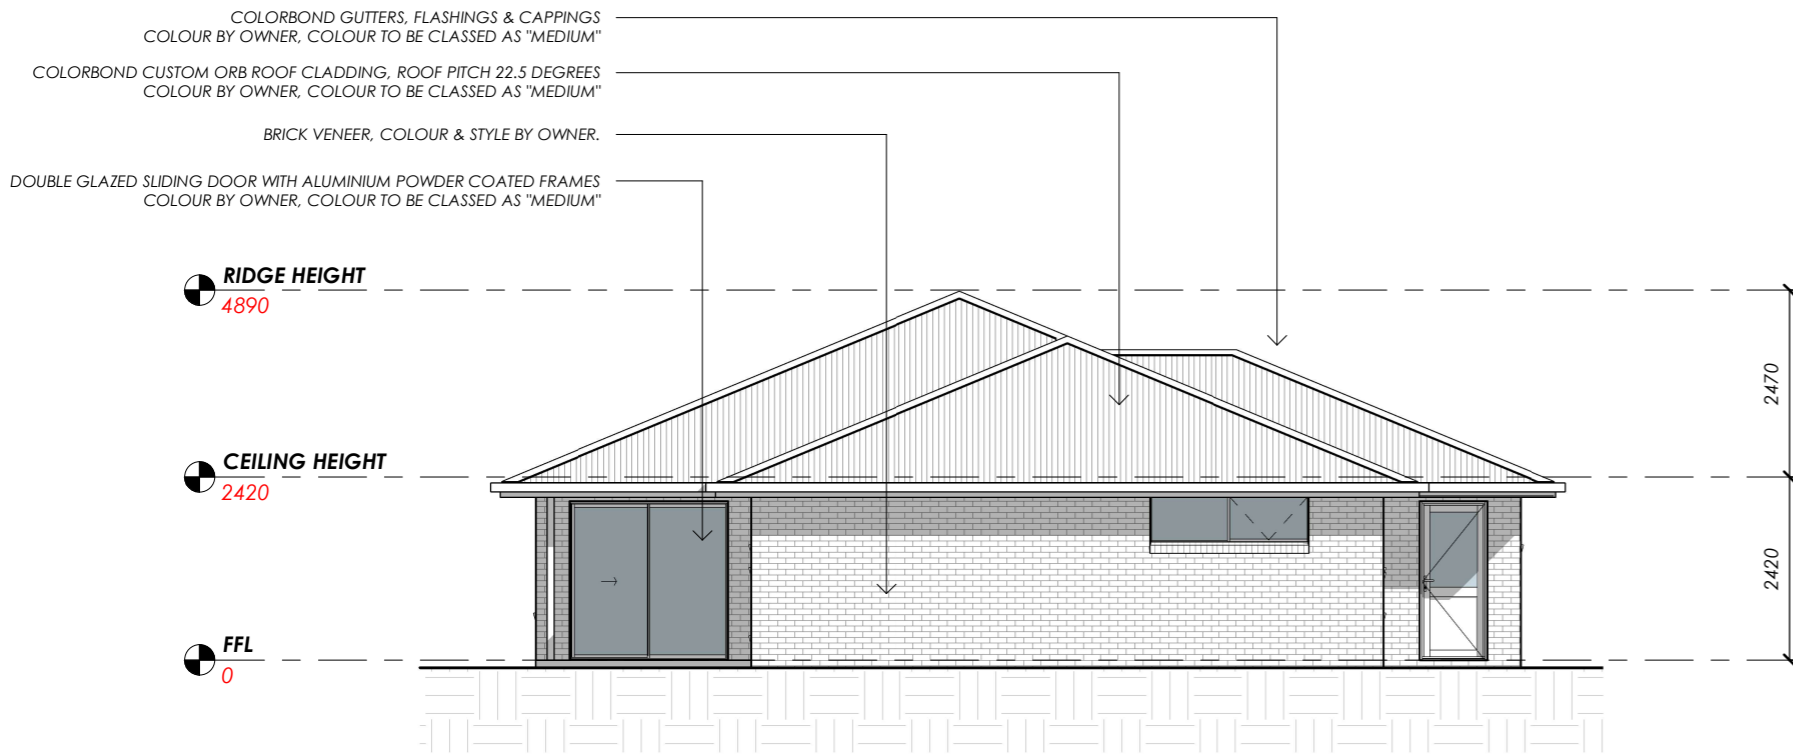 COLORBOND GUTTERS, FLASHINGS & CAPPINGS
COLOUR BY OWNER, COLOUR TO BE CLASSED AS "MEDIUM"
COLORBOND CUSTOM ORB ROOF CLADDING, ROOF PITCH 22.5 DEGREES
COLOUR BY OWNER, COLOUR TO BE CLASSED AS "MEDIUM"
BRICK VENEER, COLOUR & STYLE BY OWNER.
DOUBLE GLAZED SLIDING DOOR WITH ALUMINIUM POWDER COATED FRAMES
COLOUR BY OWNER, COLOUR TO BE CLASSED AS "MEDIUM"
RIDGE HEIGHT
4890
CEILING HEIGHT
2420
FFL
0
2470
2420